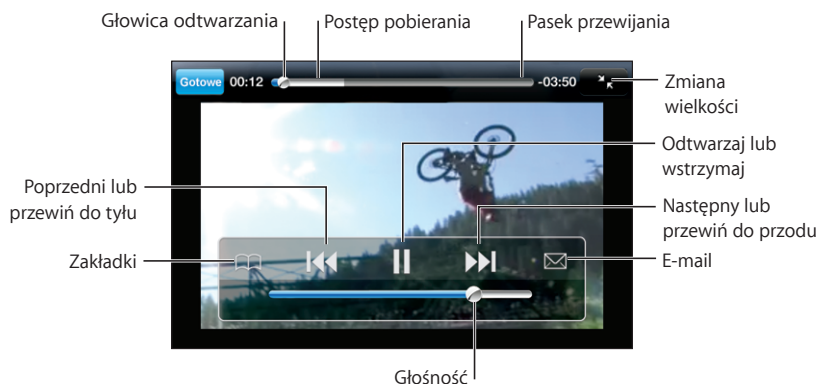 Głowica odtwarzania
Postęp pobierania
Pasek przewijania
Gotowe
00:12
-03:50
Zmiana
wielkości
Odtwarzaj lub
wstrzymaj
Poprzedni lub
przewiń do tyłu
Następny lub
przewiń do przodu
Zakładki
E-mail
Głośność